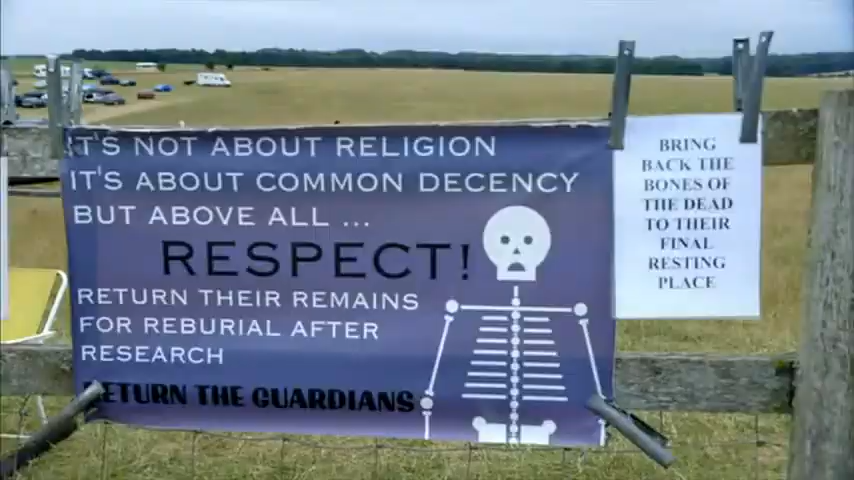 IT'S NOT ABOUT RELIGION
IT'S ABOUT COMMON DECENCY
BUT ABOVE ALL ...
RESPECT!
RETURN THEIR REMAINS
FOR REBURIAL AFTER
RESEARCH
RETURN THE GUARDIANS
BRING
BACK THE
BONES OF
THE DEAD
TO THEIR
FINAL
RESTING
PLACE